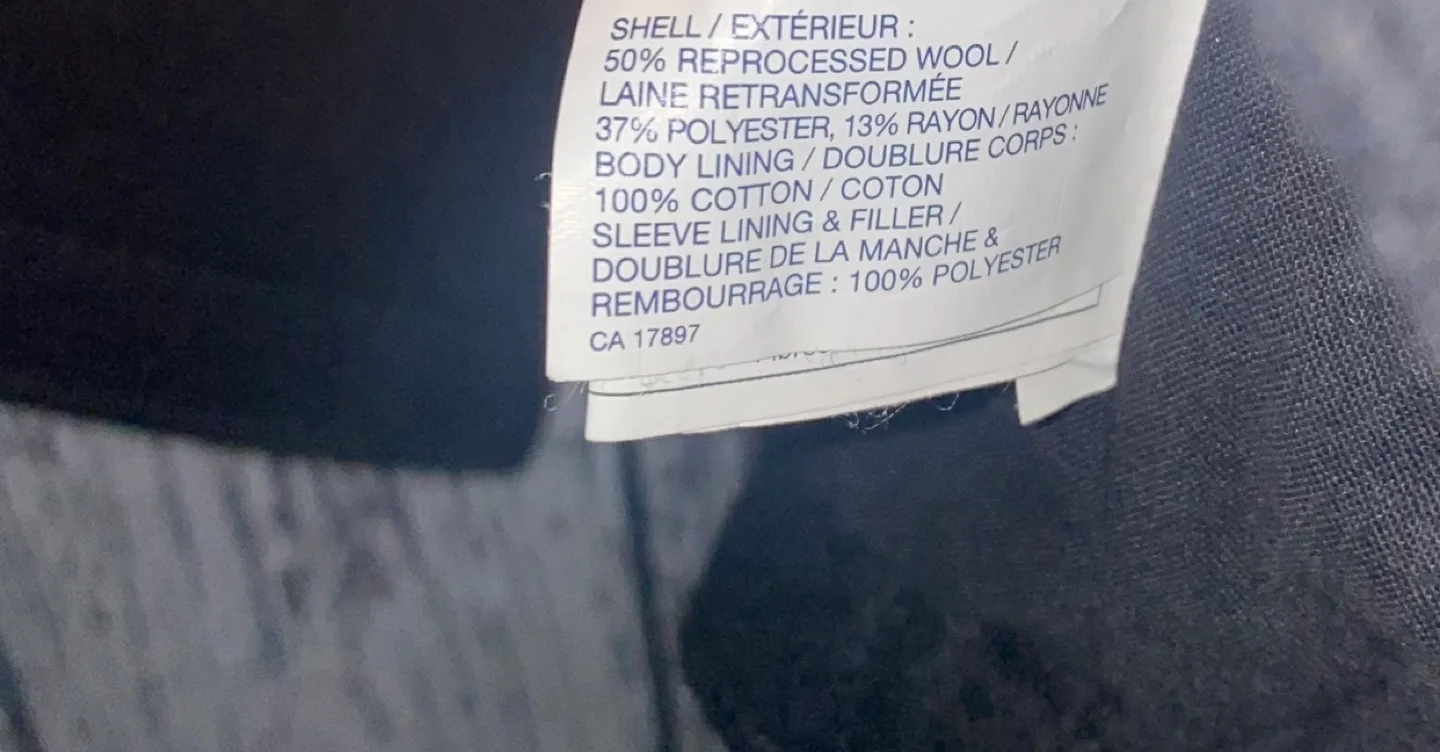 SHELL / EXTÉRIEUR :
50% REPROCESSED WOOL /
LAINE RETRANSFORMÉE
37% POLYESTER, 13% RAYON / RAYONNE
BODY LINING / DOUBLURE CORPS :
100% COTTON / COTON
SLEEVE LINING & FILLER /
DOUBLURE DE LA MANCHE &
REMBOURRAGE : 100% POLYESTER
CA 17897